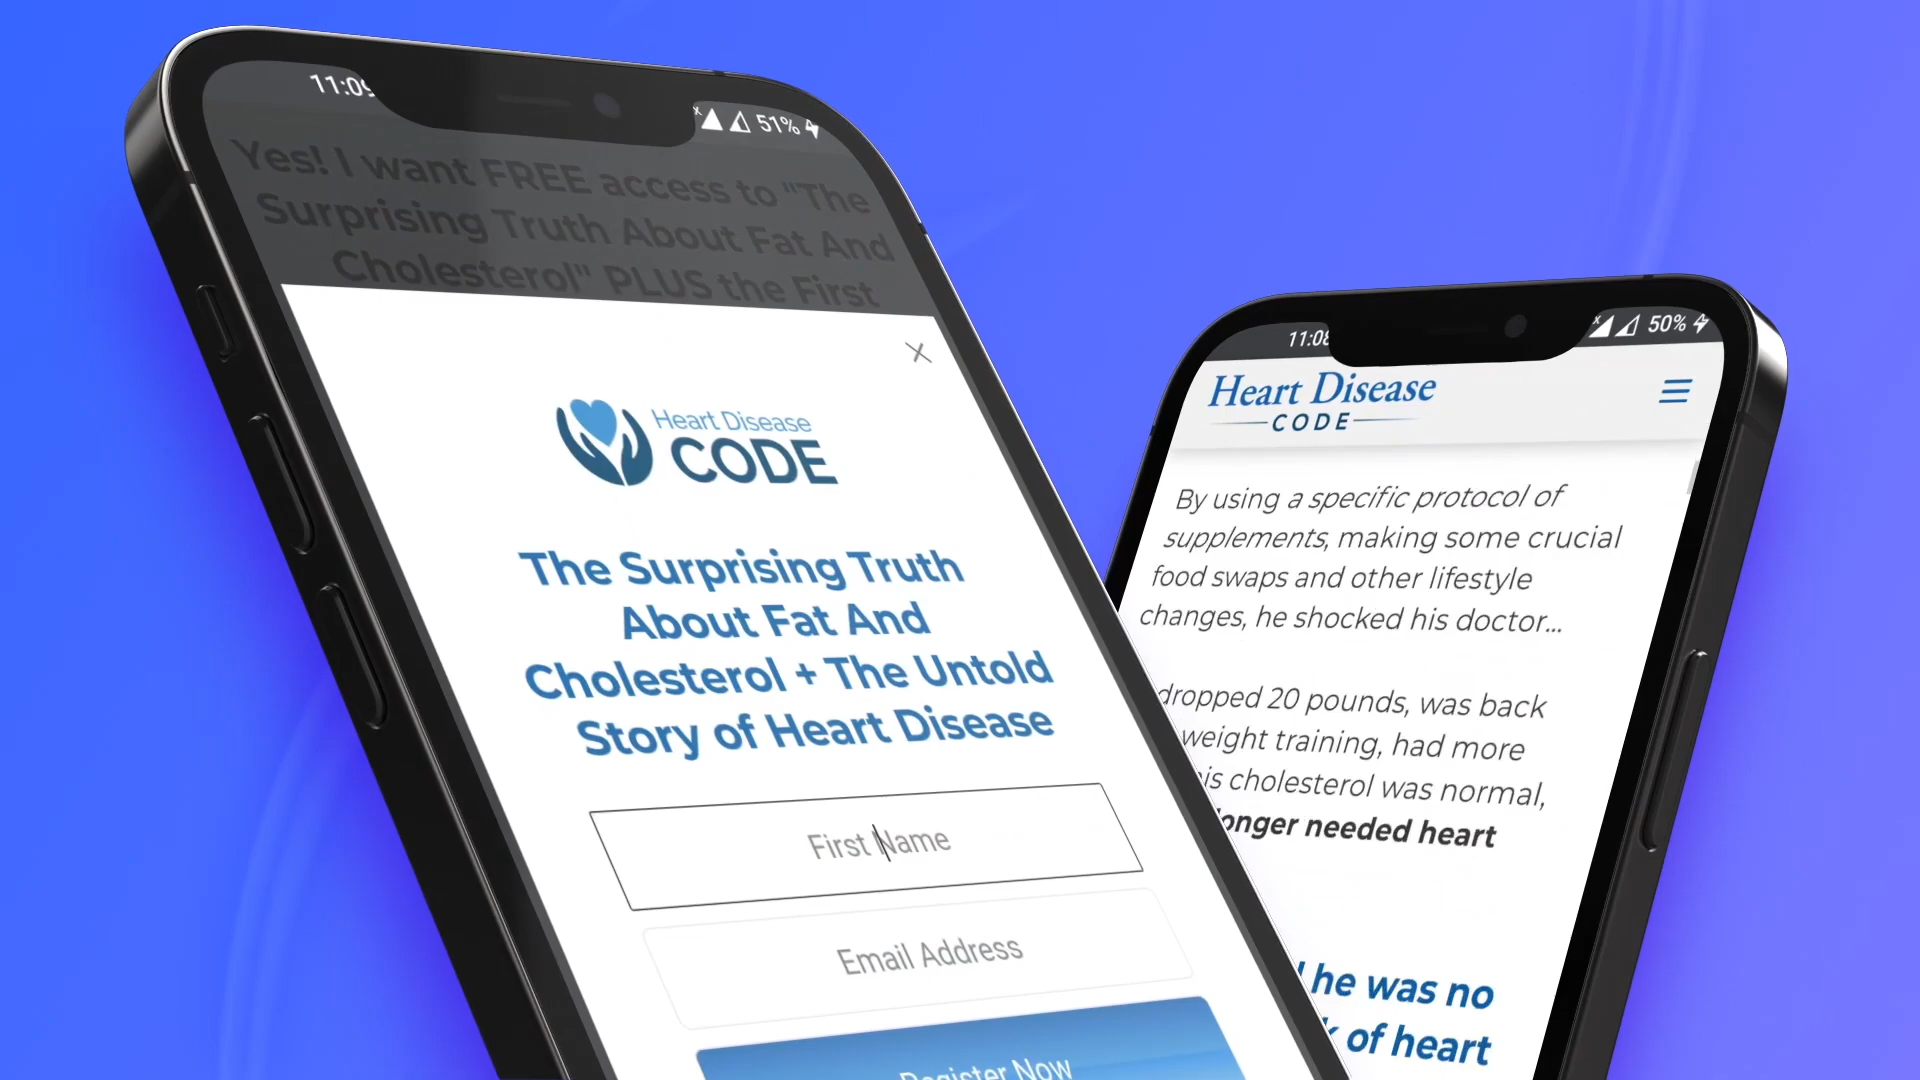 11:09
51%
Yes! I want FREE access to "The
Surprising Truth About Fat And
Cholesterol" PLUS the First
Heart Disease
CODE
The Surprising Truth
About Fat And
Cholesterol + The Untold
Story of Heart Disease
First Name
Email Address
Register Now
11:08
50%
Heart Disease
CODE
By using a specific protocol of
supplements, making some crucial
food swaps and other lifestyle
changes, he shocked his doctor...
dropped 20 pounds, was back
weight training, had more
cholesterol was normal,
longer needed heart
he was no
of heart